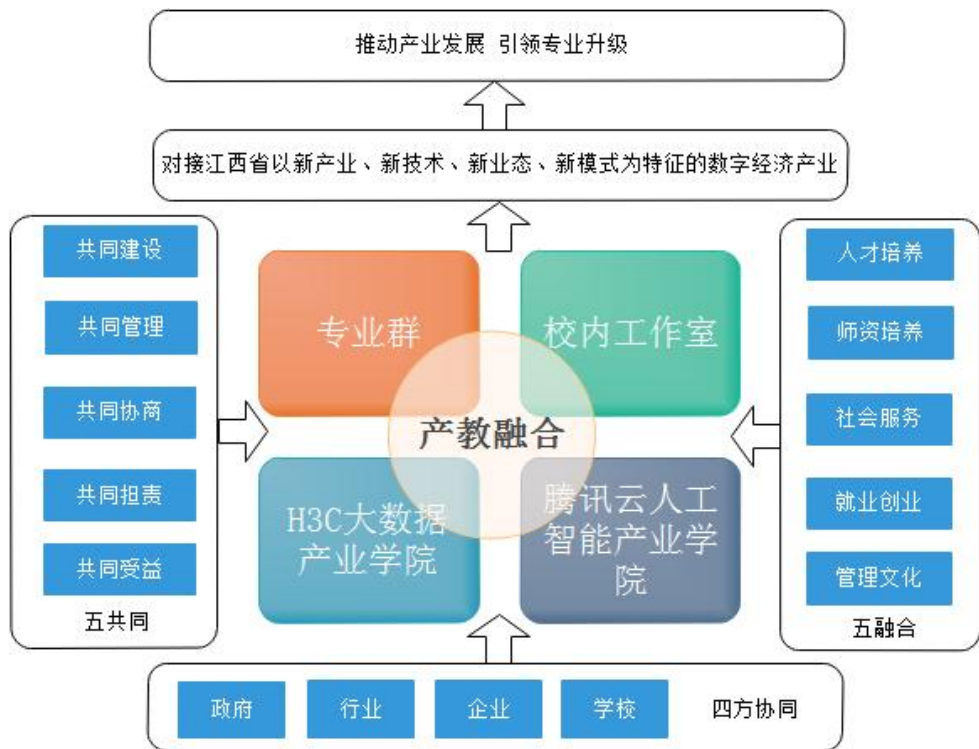 推动产业发展 引领专业升级
对接江西省以新产业、新技术、新业态、新模式为特征的数字经济产业
共同建设
共同管理
共同协商
共同担责
共同受益
五共同
专业群
校内工作室
产教融合
H3C大数据
产业学院
腾讯云人工
智能产业学
院
人才培养
师资培养
社会服务
就业创业
管理文化
五融合
政府
行业
企业
学校
四方协同